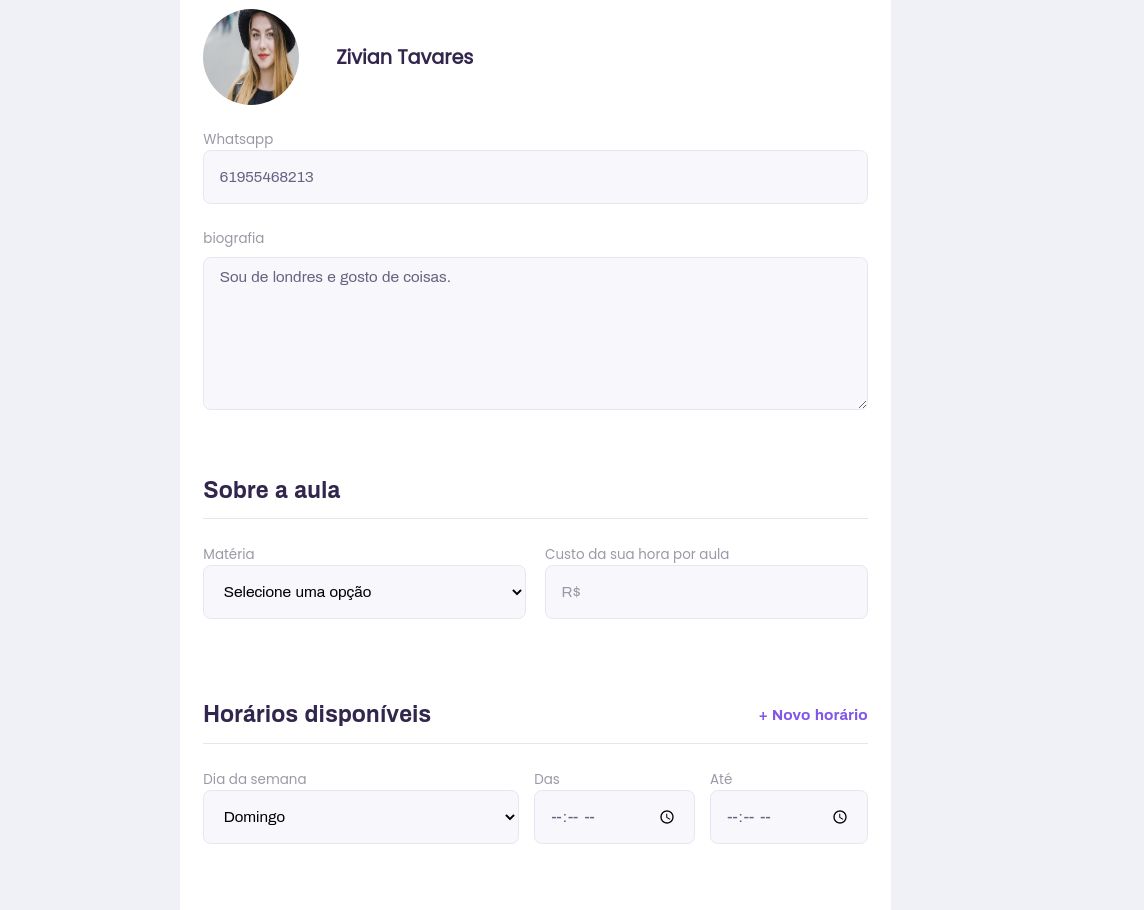 Zivian Tavares
Whatsapp
61955468213
biografia
Sou de londres e gosto de coisas.
Sobre a aula
Matéria Custo da sua hora por aula
Selecione uma opção R$
Horários disponíveis + Novo horário
Dia da semana Das Até
Domingo --:-- -- --:-- --